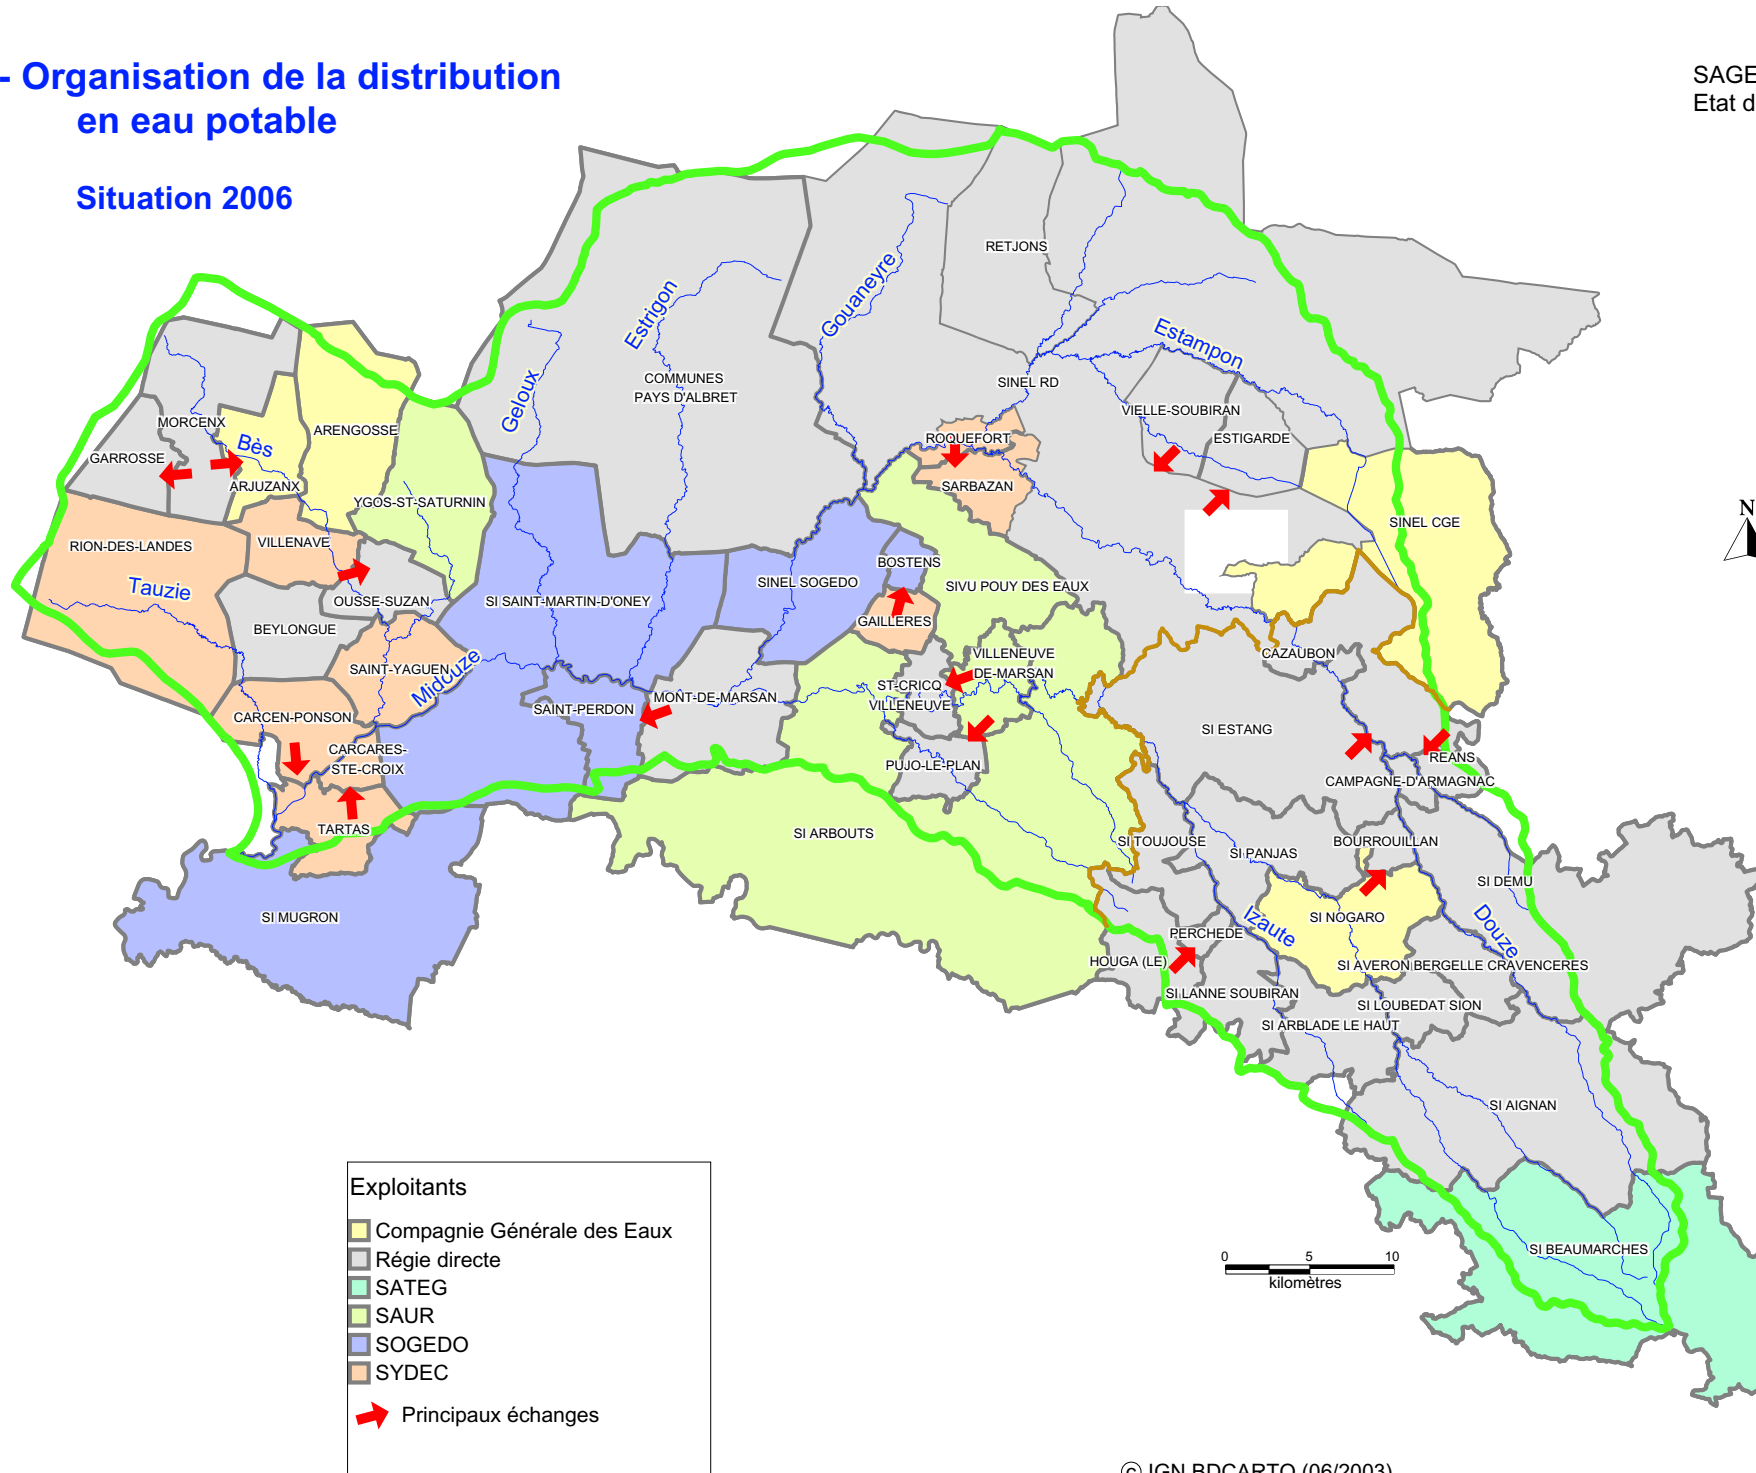 - Organisation de la distribution
en eau potable
Situation 2006
SAGE
Etat d
RETJONS
Gouaneyre
Estrigon
Estampon
Geloux
COMMUNES
PAYS D'ALBRET
SINEL RD
VIELLE-SOUBIRAN
ESTIGARDE
MORCENX
ARENGOSSE
Bès
GARROSSE
ARJUZANX
ROQUEFORT
SARBAZAN
YGOS-ST-SATURNIN
SINEL CGE
N
RION-DES-LANDES
VILLENAVE
Tauzie
OUSSE-SUZAN
BEYLONGUE
SI SAINT-MARTIN-D'ONEY
SINEL SOGEDO
BOSTENS
SIVU POUY DES EAUX
GAILLERES
SAINT-YAGUEN
Midouze
VILLENEUVE
DE-MARSAN
CAZAUBON
ST-CRICQ
VILLENEUVE
MONT-DE-MARSAN
SAINT-PERDON
CARCEN-PONSON
CARCARES-
STE-CROIX
SI ESTANG
REANS
CAMPAGNE-D'ARMAGNAC
PUJO-LE-PLAN
TARTAS
SI ARBOUTS
SI TOUJOUSE
SI PANJAS
BOURROUILLAN
SI DEMU
SI MUGRON
SI NOGARO
Izaute
Douze
PERCHEDE
HOUGA (LE)
SI AVERON BERGELLE CRAVENCERES
SI LANNE SOUBIRAN
SI LOUBEDAT SION
SI ARBLADE LE HAUT
SI AIGNAN
SI BEAUMARCHES
Exploitants
Compagnie Générale des Eaux
Régie directe
SATEG
SAUR
SOGEDO
SYDEC
Principaux échanges
0 5 10
kilomètres
© IGN BDCARTO (06/2003)